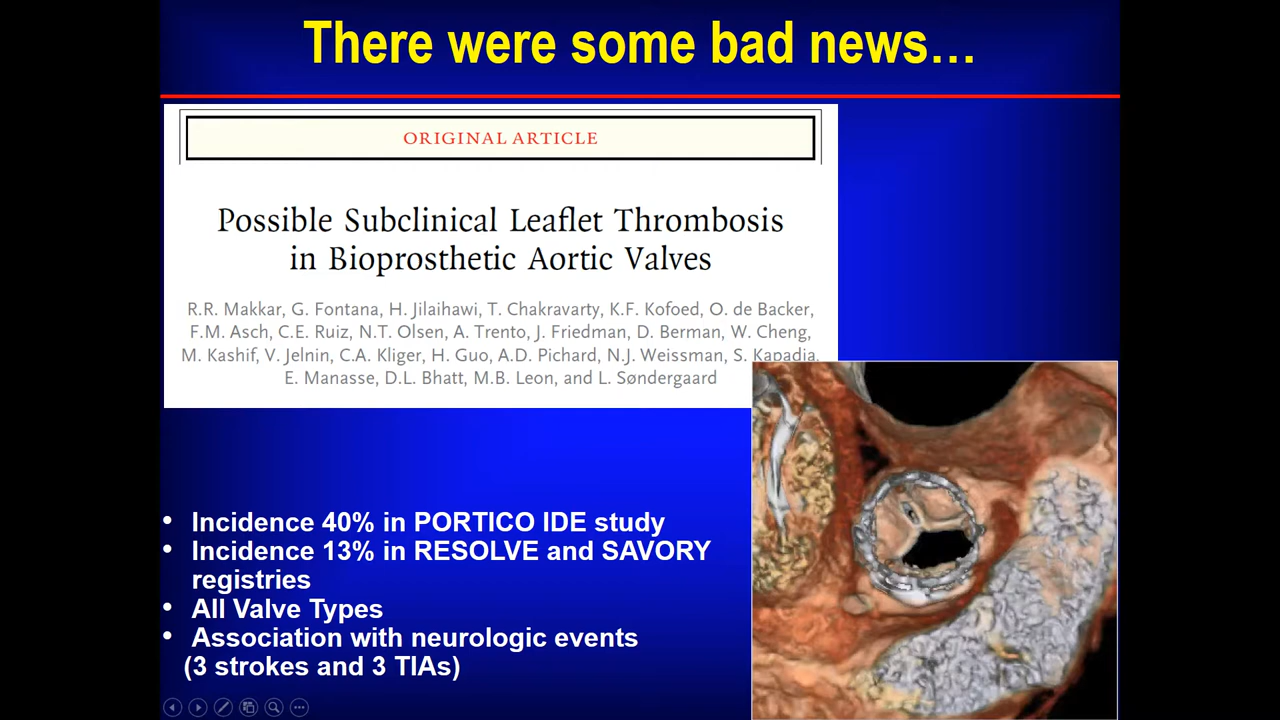 There were some bad news…
ORIGINAL ARTICLE
Possible Subclinical Leaflet Thrombosis
in Bioprosthetic Aortic Valves
R.R. Makkar, G. Fontana, H. Jilaihawi, T. Chakravarty, K.F. Kofoed, O. de Backer,
F.M. Asch, C.E. Ruiz, N.T. Olsen, A. Trento, J. Friedman, D. Berman, W. Cheng,
M. Kashif, V. Jelnin, C.A. Kliger, H. Guo, A.D. Pichard, N.J. Weissman, S. Kapadia,
E. Manasse, D.L. Bhatt, M.B. Leon, and L. Søndergaard
• Incidence 40% in PORTICO IDE study
• Incidence 13% in RESOLVE and SAVORY
registries
• All Valve Types
• Association with neurologic events
(3 strokes and 3 TIAs)